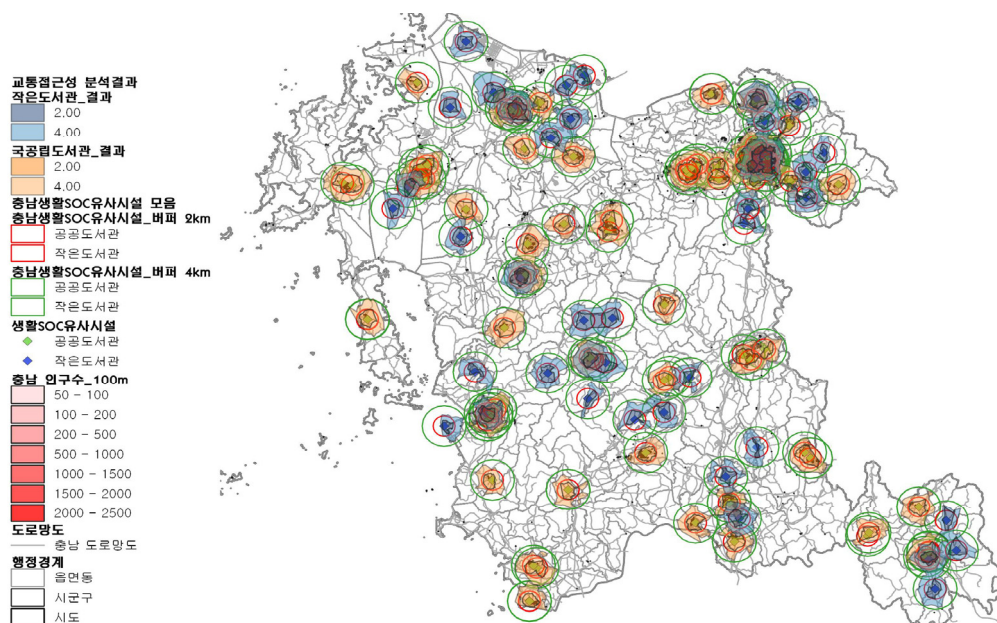 교통접근성 분석결과
작은도서관_결과
2.00
4.00
국공립도서관_결과
2.00
4.00
충남생활SOC유사시설 모음
충남생활SOC유사시설_버퍼 2km
공공도서관
작은도서관
충남생활SOC유사시설_버퍼 4km
공공도서관
작은도서관
생활SOC유사시설
공공도서관
작은도서관
충남_인구수_100m
50 - 100
100 - 200
200 - 500
500 - 1000
1000 - 1500
1500 - 2000
2000 - 2500
도로망도
충남 도로망도
행정경계
읍면동
시군구
시도